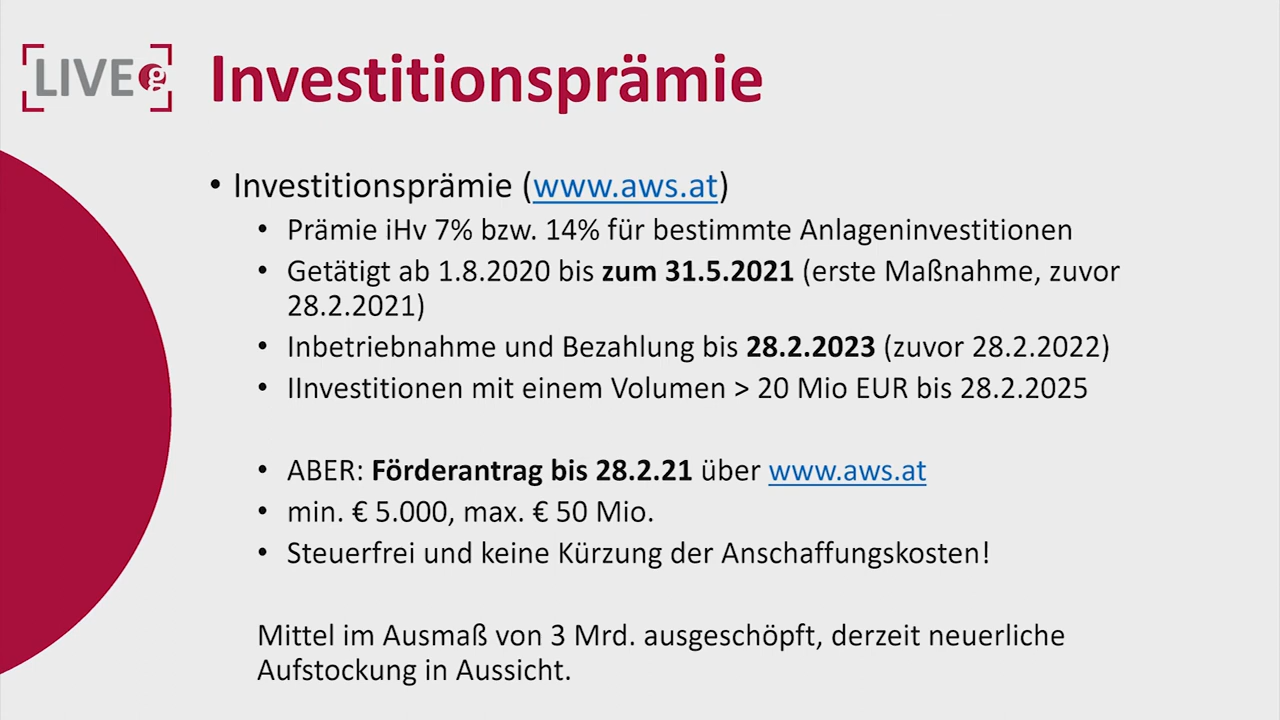 LIVEg
Investitionsprämie
• Investitionsprämie (www.aws.at)
• Prämie iHv 7% bzw. 14% für bestimmte Anlageninvestitionen
• Getätigt ab 1.8.2020 bis zum 31.5.2021 (erste Maßnahme, zuvor
28.2.2021)
• Inbetriebnahme und Bezahlung bis 28.2.2023 (zuvor 28.2.2022)
• IInvestitionen mit einem Volumen > 20 Mio EUR bis 28.2.2025
• ABER: Förderantrag bis 28.2.21 über www.aws.at
• min. € 5.000, max. € 50 Mio.
• Steuerfrei und keine Kürzung der Anschaffungskosten!
Mittel im Ausmaß von 3 Mrd. ausgeschöpft, derzeit neuerliche
Aufstockung in Aussicht.